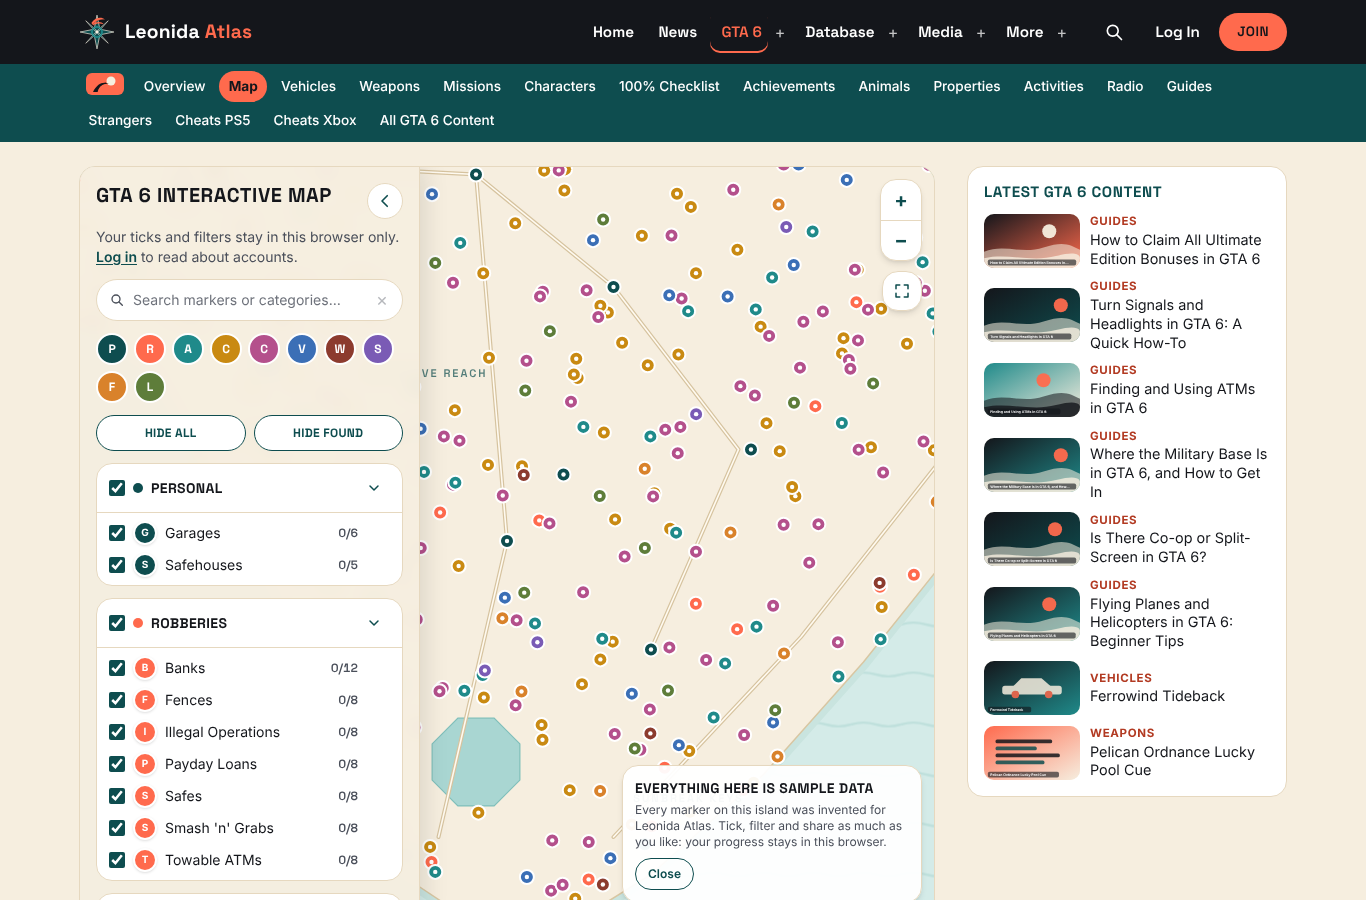 Leonida Atlas
Home
News
GTA 6 +
Database +
Media +
More +
Log In
JOIN
Overview
Map
Vehicles
Weapons
Missions
Characters
100% Checklist
Achievements
Animals
Properties
Activities
Radio
Guides
Strangers
Cheats PS5
Cheats Xbox
All GTA 6 Content
GTA 6 INTERACTIVE MAP
Your ticks and filters stay in this browser only.
Log in to read about accounts.
Search markers or categories...
P R A C C V W S
F L
HIDE ALL
HIDE FOUND
PERSONAL
G Garages 0/6
S Safehouses 0/5
ROBBERIES
B Banks 0/12
F Fences 0/8
I Illegal Operations 0/8
P Payday Loans 0/8
S Safes 0/8
S Smash 'n' Grabs 0/8
T Towable ATMs 0/8
VE REACH
+
−
EVERYTHING HERE IS SAMPLE DATA
Every marker on this island was invented for
Leonida Atlas. Tick, filter and share as much as
you like: your progress stays in this browser.
Close
LATEST GTA 6 CONTENT
GUIDES
How to Claim All Ultimate
Edition Bonuses in GTA 6
GUIDES
Turn Signals and
Headlights in GTA 6: A
Quick How-To
GUIDES
Finding and Using ATMs
in GTA 6
GUIDES
Where the Military Base Is
in GTA 6, and How to Get
In
GUIDES
Is There Co-op or Split-
Screen in GTA 6?
GUIDES
Flying Planes and
Helicopters in GTA 6:
Beginner Tips
VEHICLES
Ferrowind Tideback
WEAPONS
Pelican Ordnance Lucky
Pool Cue